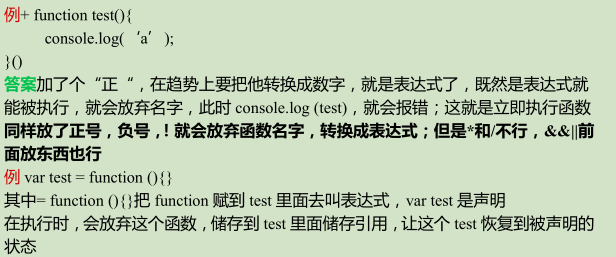 例+ function test(){
console.log(‘a’);
}()
答案加了个“正“，在趋势上要把他转换成数字，就是表达式了，既然是表达式就
能被执行，就会放弃名字，此时 console.log (test)，就会报错；这就是立即执行函数
同样放了正号，负号，！就会放弃函数名字，转换成表达式；但是*和/不行，&&||前
面放东西也行
例 var test = function (){}
其中= function (){}把 function 赋到 test 里面去叫表达式，var test 是声明
在执行时，会放弃这个函数，储存到 test 里面储存引用，让这个 test 恢复到被声明的
状态